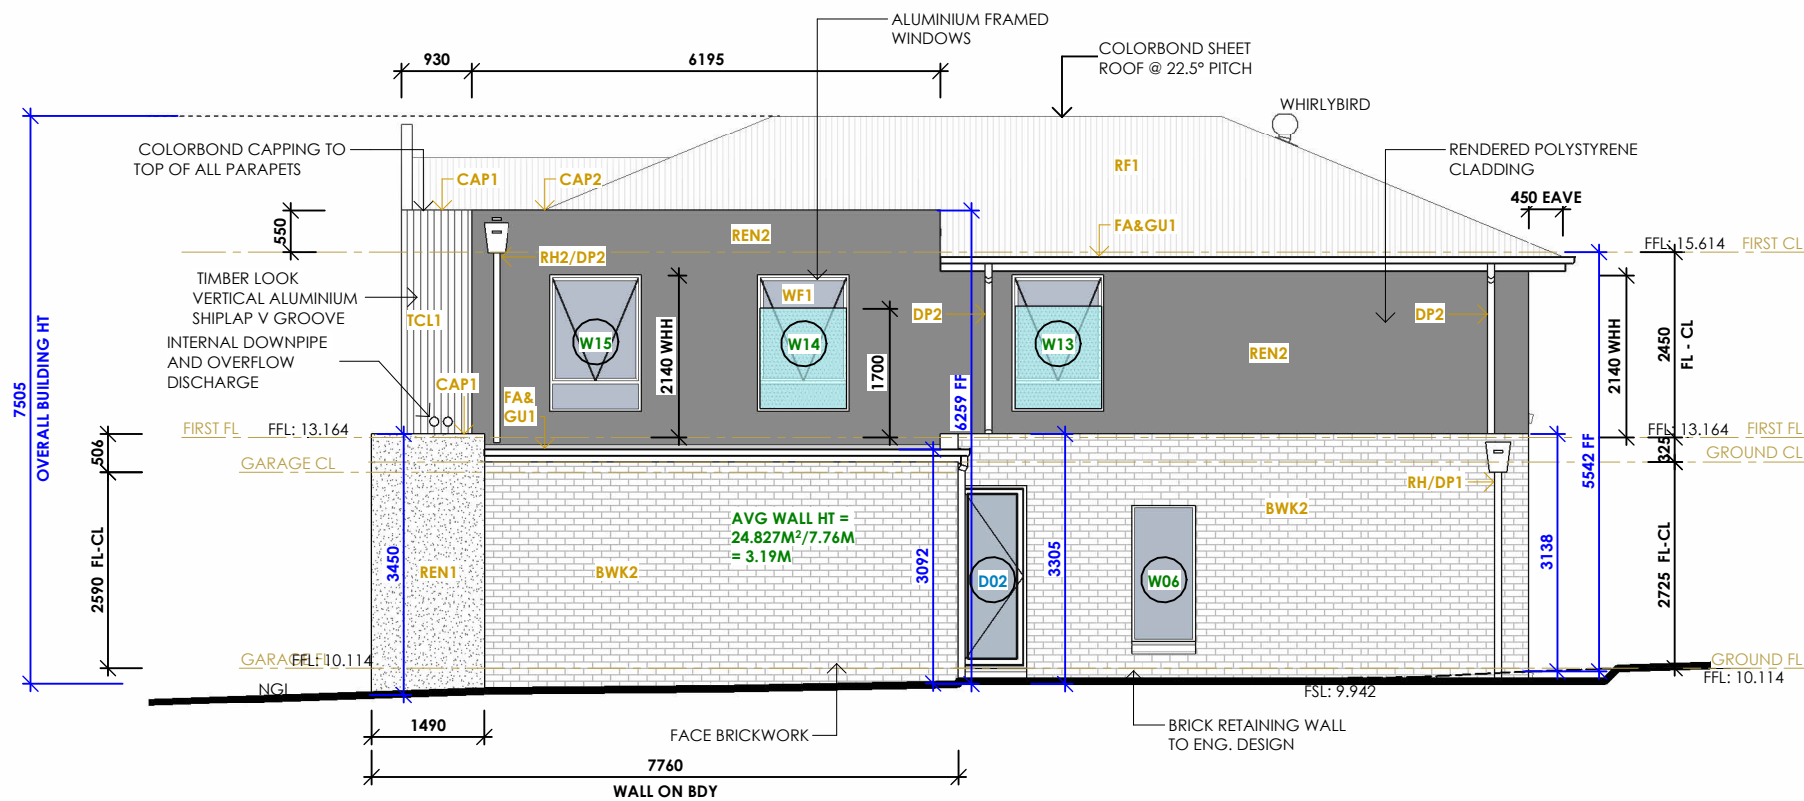 ALUMINIUM FRAMED
WINDOWS
COLORBOND SHEET
ROOF @ 22.5° PITCH
930
6195
WHIRLYBIRD
COLORBOND CAPPING TO
TOP OF ALL PARAPETS
RENDERED POLYSTYRENE
CLADDING
RF1
CAP1
CAP2
450 EAVE
550
REN2
FA&GU1
FFL: 15.614
FIRST CL
RH2/DP2
TIMBER LOOK
VERTICAL ALUMINIUM
SHIPLAP V GROOVE
TCL1
WF1
DP2
DP2
INTERNAL DOWNPIPE
AND OVERFLOW
DISCHARGE
W15
W14
W13
REN2
2140 WHH
1700
2140 WHH
2450
FL - CL
7505
OVERALL BUILDING HT
CAP1
FA&
GU1
6259 FF
FIRST FL
FFL: 13.164
FFL: 13.164
FIRST FL
506
325
5542 FF
GARAGE CL
GROUND CL
RH/DP1
AVG WALL HT =
24.827M²/7.76M
= 3.19M
BWK2
2590 FL-CL
3450
REN1
BWK2
3092
D02
3305
W06
3138
2725 FL-CL
GARAGE FL
FFL: 10.114
GROUND FL
FFL: 10.114
NGL
FSL: 9.942
1490
FACE BRICKWORK
BRICK RETAINING WALL
TO ENG. DESIGN
7760
WALL ON BDY